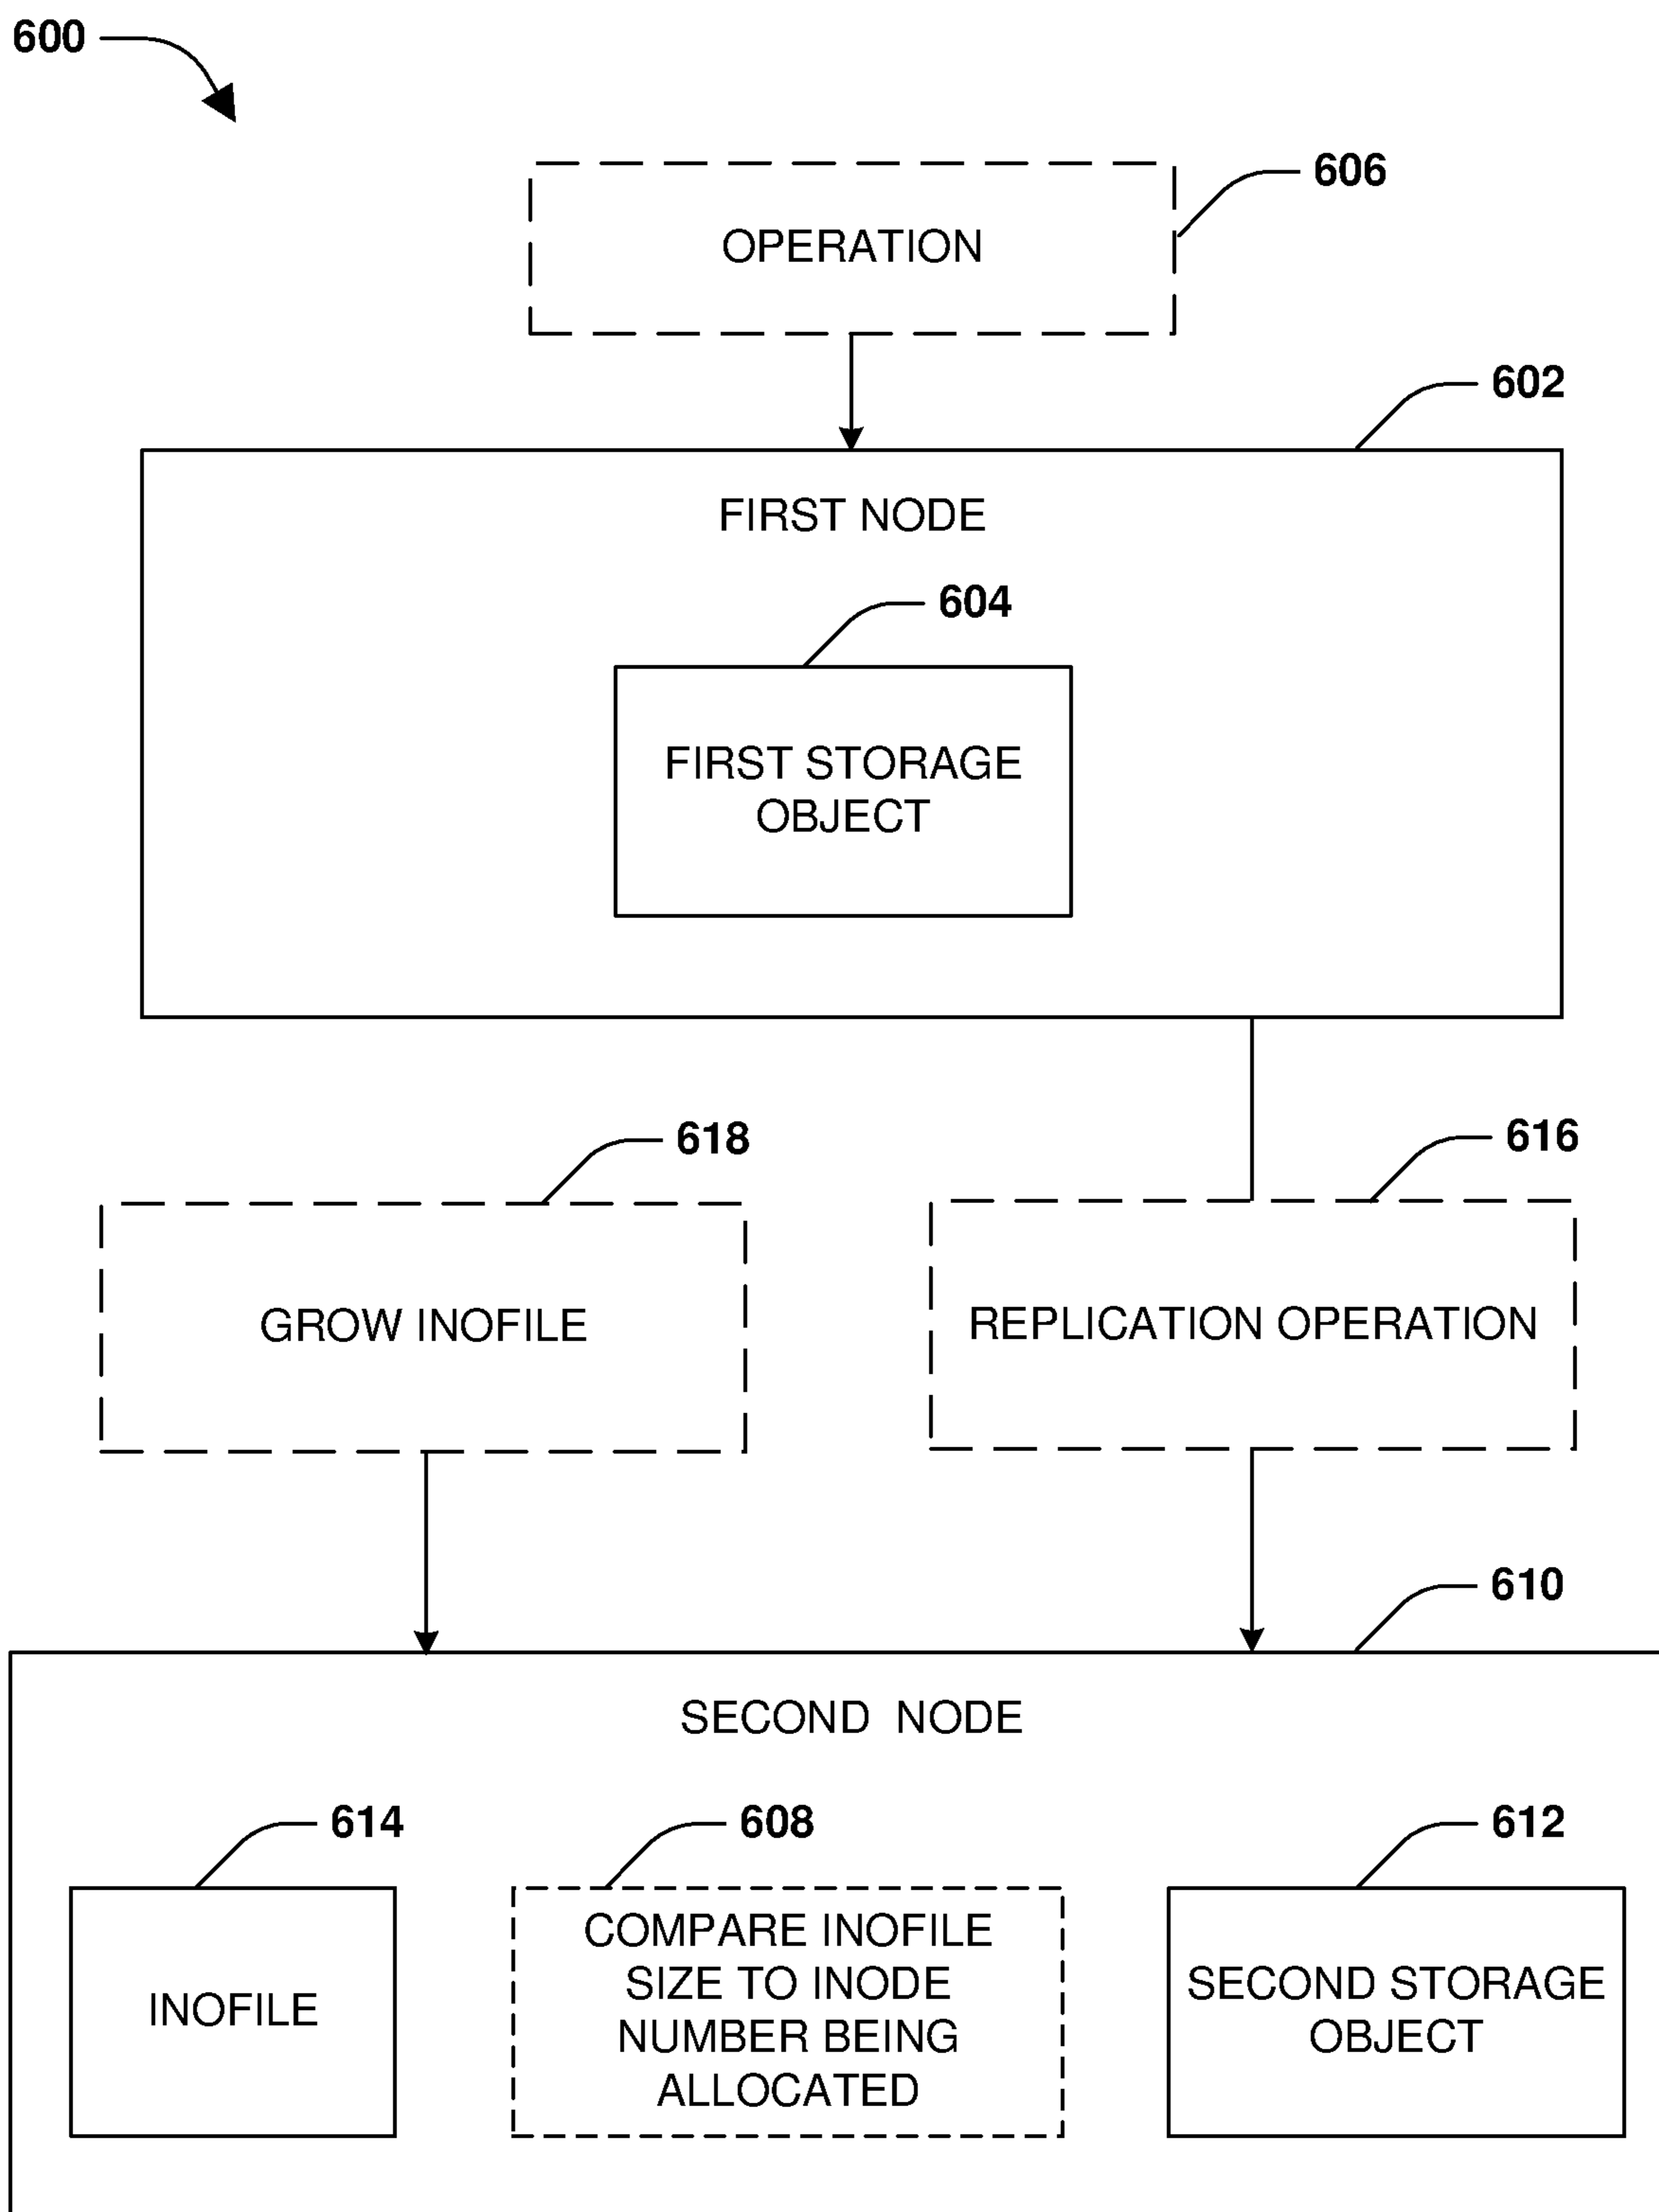 600
606
OPERATION
602
FIRST NODE
604
FIRST STORAGE
OBJECT
618
616
GROW INOFILE
REPLICATION OPERATION
610
SECOND NODE
614
608
612
INOFILE
COMPARE INOFILE
SIZE TO INODE
NUMBER BEING
ALLOCATED
SECOND STORAGE
OBJECT